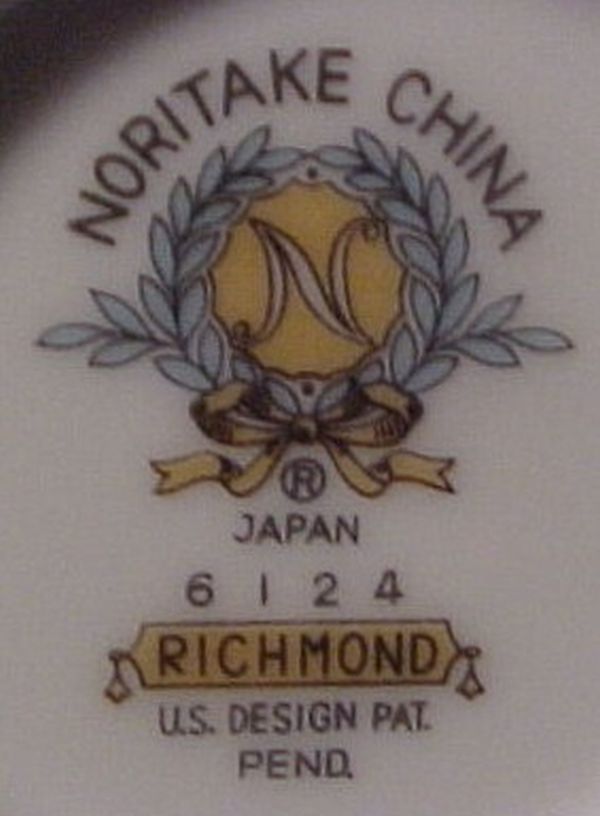 NORITAKE CHINA
N
®
JAPAN
6124
RICHMOND
U.S. DESIGN PAT.
PEND.